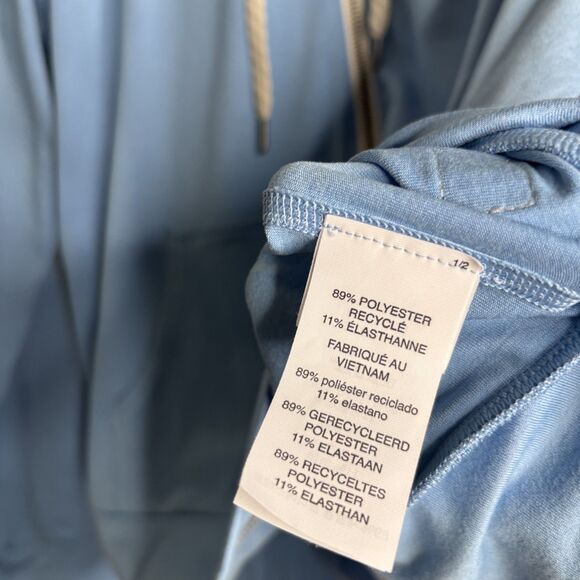 1/2
89% POLYESTER
RECYCLÉ
11% ÉLASTHANNE
FABRIQUÉ AU
VIETNAM
89% poliéster reciclado
11% elastano
89% GERECYCLEERD
POLYESTER
11% ELASTAAN
89% RECYCELTES
POLYESTER
11% ELASTHAN